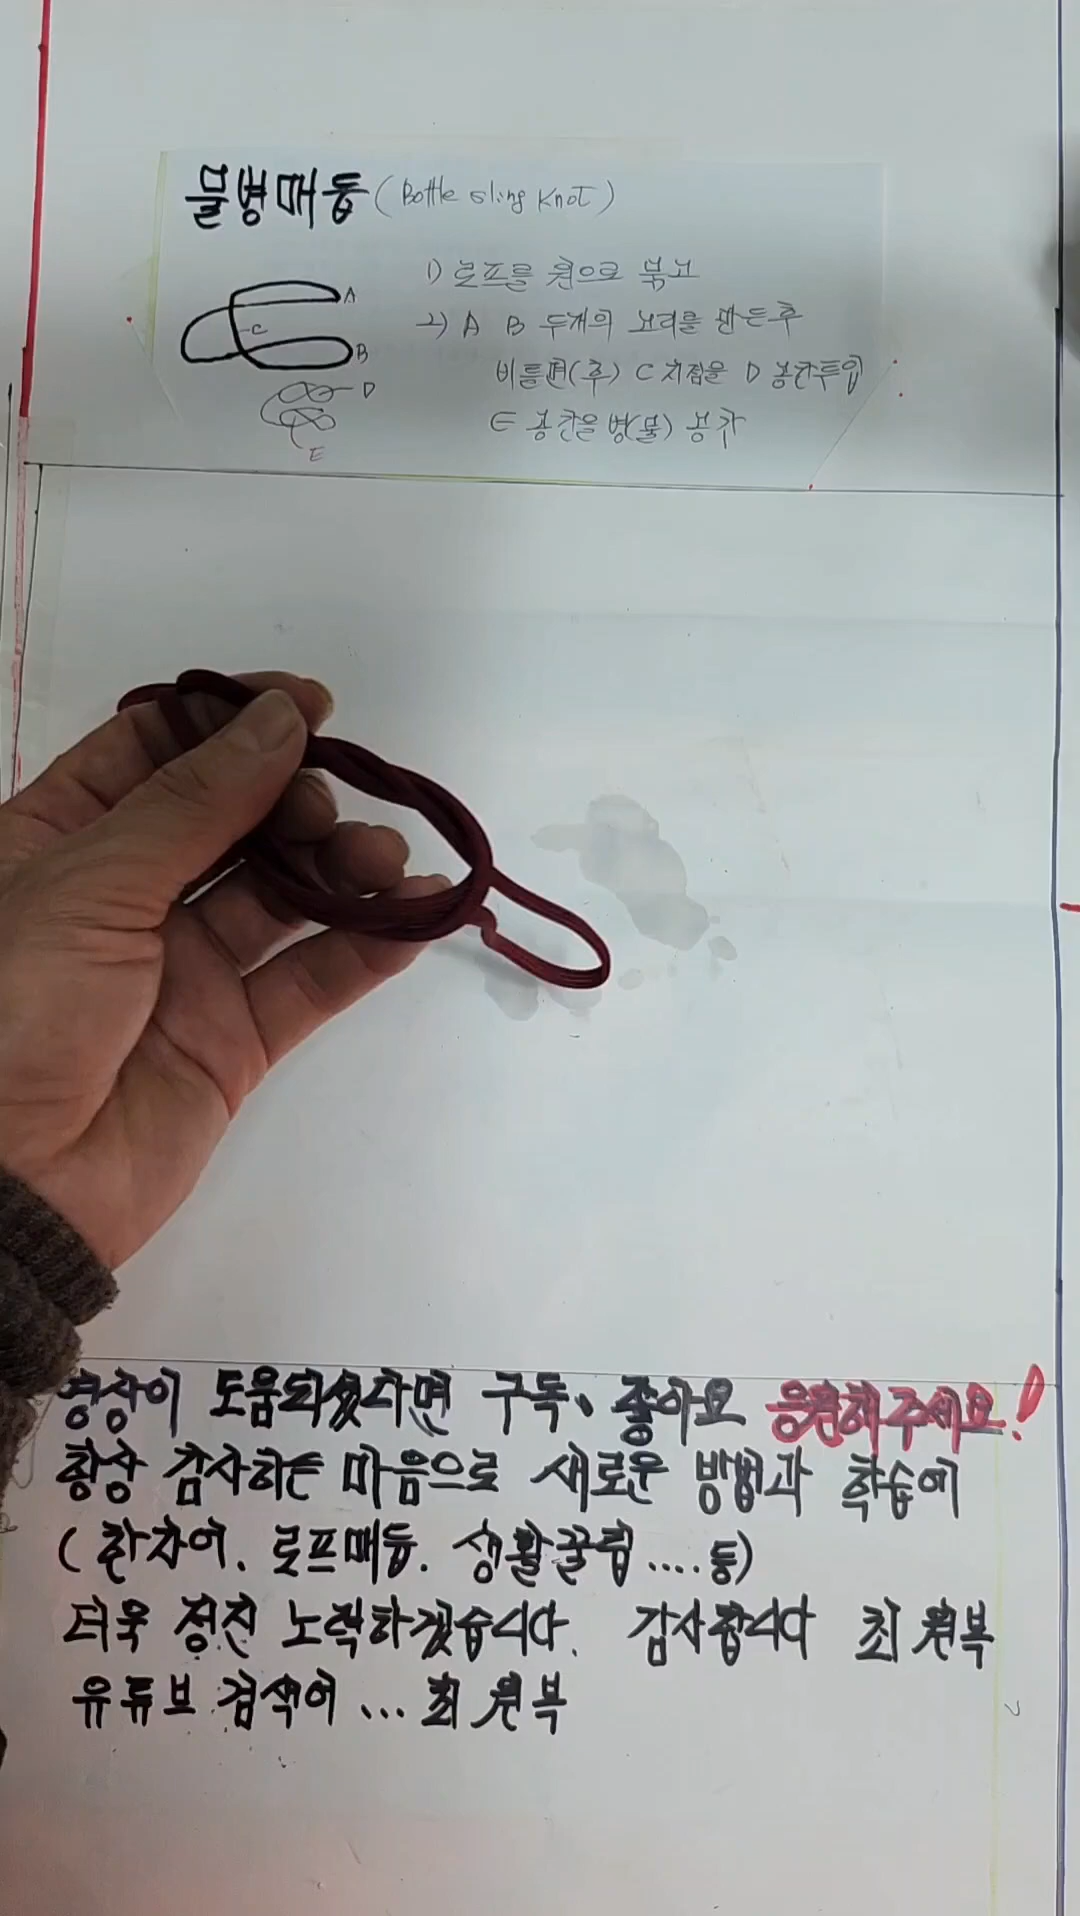 물병매듭 (Bottle sling knot)
1) 로프를 원으로 묶고
2) A B 두개의 고리를 만든후
비틀면(후) C 지점을 D 공간투입
E 공간을 병(물) 공간
A
C
B
D
E
영상이 도움되셨다면 구독、좋아요 응원해주세요!
항상 감사하는 마음으로 새로운 방법과 학습에
(한자어. 로프매듭. 생활꿀팁 .... 등)
더욱 정진 노력하겠습니다. 감사합니다 최원복
유튜브 검색어 ... 최원복